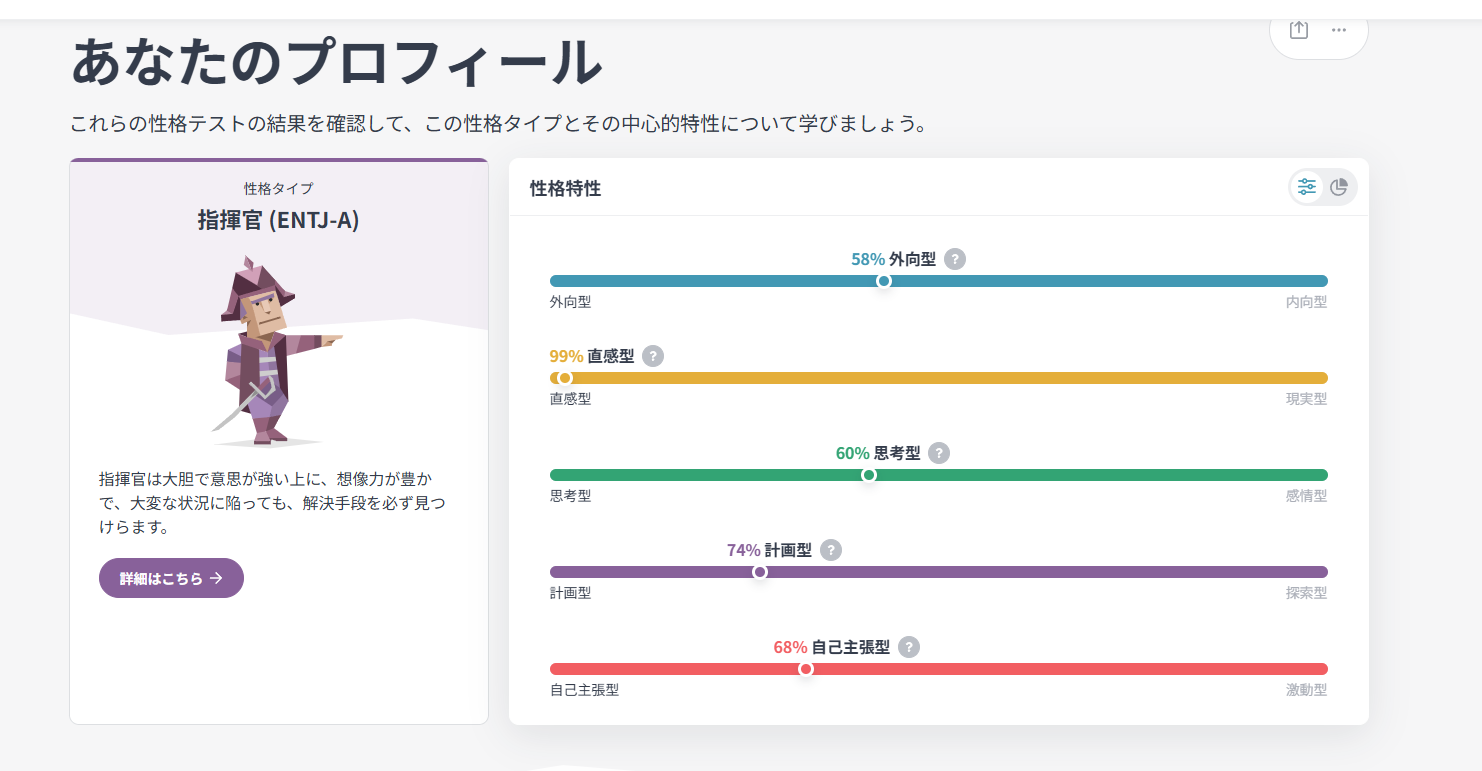 あなたのプロフィール
これらの性格テストの結果を確認して、この性格タイプとその中心的特性について学びましょう。
性格タイプ
指揮官 (ENTJ-A)
指揮官は大胆で意思が強い上に、想像力が豊か
で、大変な状況に陥っても、解決手段を必ず見つ
けらます。
詳細はこちら →
性格特性
58% 外向型 ?
外向型 内向型
99% 直感型 ?
直感型 現実型
60% 思考型 ?
思考型 感情型
74% 計画型 ?
計画型 探索型
68% 自己主張型 ?
自己主張型 激動型